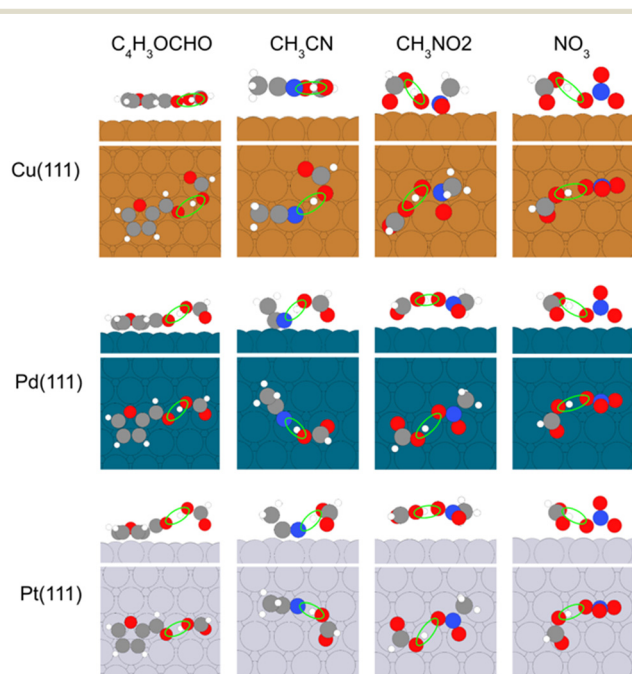 C₄H₃OCHO CH₃CN CH₃NO2 NO₃
Cu(111)
Pd(111)
Pt(111)